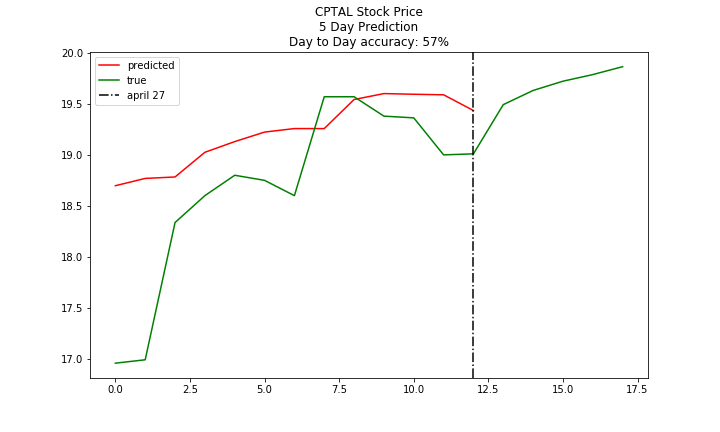 CPTAL Stock Price
5 Day Prediction
Day to Day accuracy: 57%
predicted
true
april 27
20.0
19.5
19.0
18.5
18.0
17.5
17.0
0.0 2.5 5.0 7.5 10.0 12.5 15.0 17.5